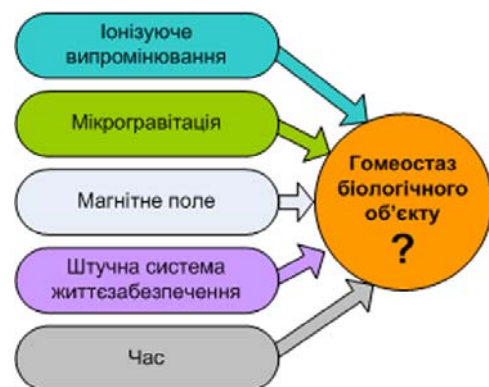 Іонізуюче
випромінювання
Мікрогравітація
Магнітне поле
Штучна система
життєзабезпечення
Час
Гомеостаз
біологічного
об'єкту
?